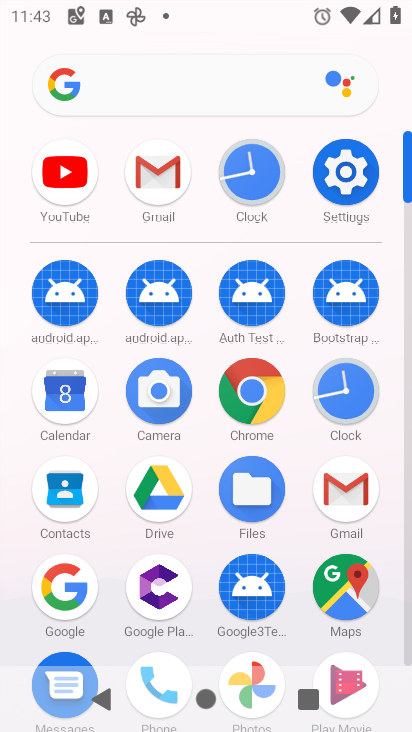 11:43
YouTube Gmail Clock Settings
android.ap... android.ap... Auth Test ... Bootstrap ...
8
Calendar Camera Chrome Clock
Contacts Drive Files Gmail
Google Google Pla... Google3Te... Maps
Messages Phone Photos Play Movie